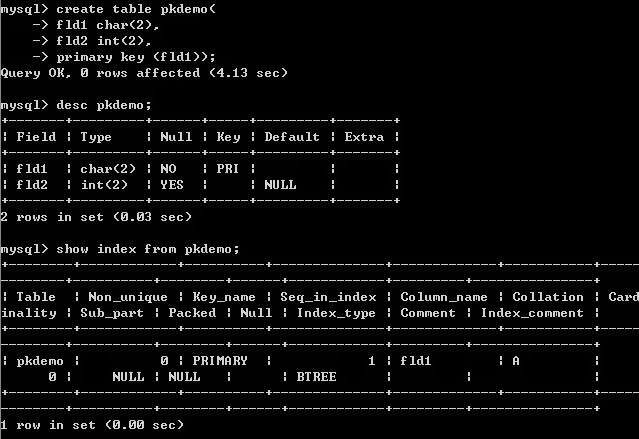 mysql> create table pkdemo(
    -> fld1 char(2),
    -> fld2 int(2),
    -> primary key (fld1));
Query OK, 0 rows affected (4.13 sec)
mysql> desc pkdemo;
+-------+---------+------+-----+---------+-------+
| Field | Type    | Null | Key | Default | Extra |
+-------+---------+------+-----+---------+-------+
| fld1  | char(2) | NO   | PRI |         |       |
| fld2  | int(2)  | YES  |     | NULL    |       |
+-------+---------+------+-----+---------+-------+
2 rows in set (0.03 sec)
mysql> show index from pkdemo;
+--------+------------+----------+--------------+-------------+-----------+-----
--------+----------+--------+------+------------+---------+---------------+
| Table  | Non_unique | Key_name | Seq_in_index | Column_name | Collation | Card
inality | Sub_part | Packed | Null | Index_type | Comment | Index_comment |
+--------+------------+----------+--------------+-------------+-----------+-----
--------+----------+--------+------+------------+---------+---------------+
| pkdemo |          0 | PRIMARY  |            1 | fld1        | A         |
      0 |     NULL | NULL   |      | BTREE      |         |               |
+--------+------------+----------+--------------+-------------+-----------+-----
--------+----------+--------+------+------------+---------+---------------+
1 row in set (0.00 sec)